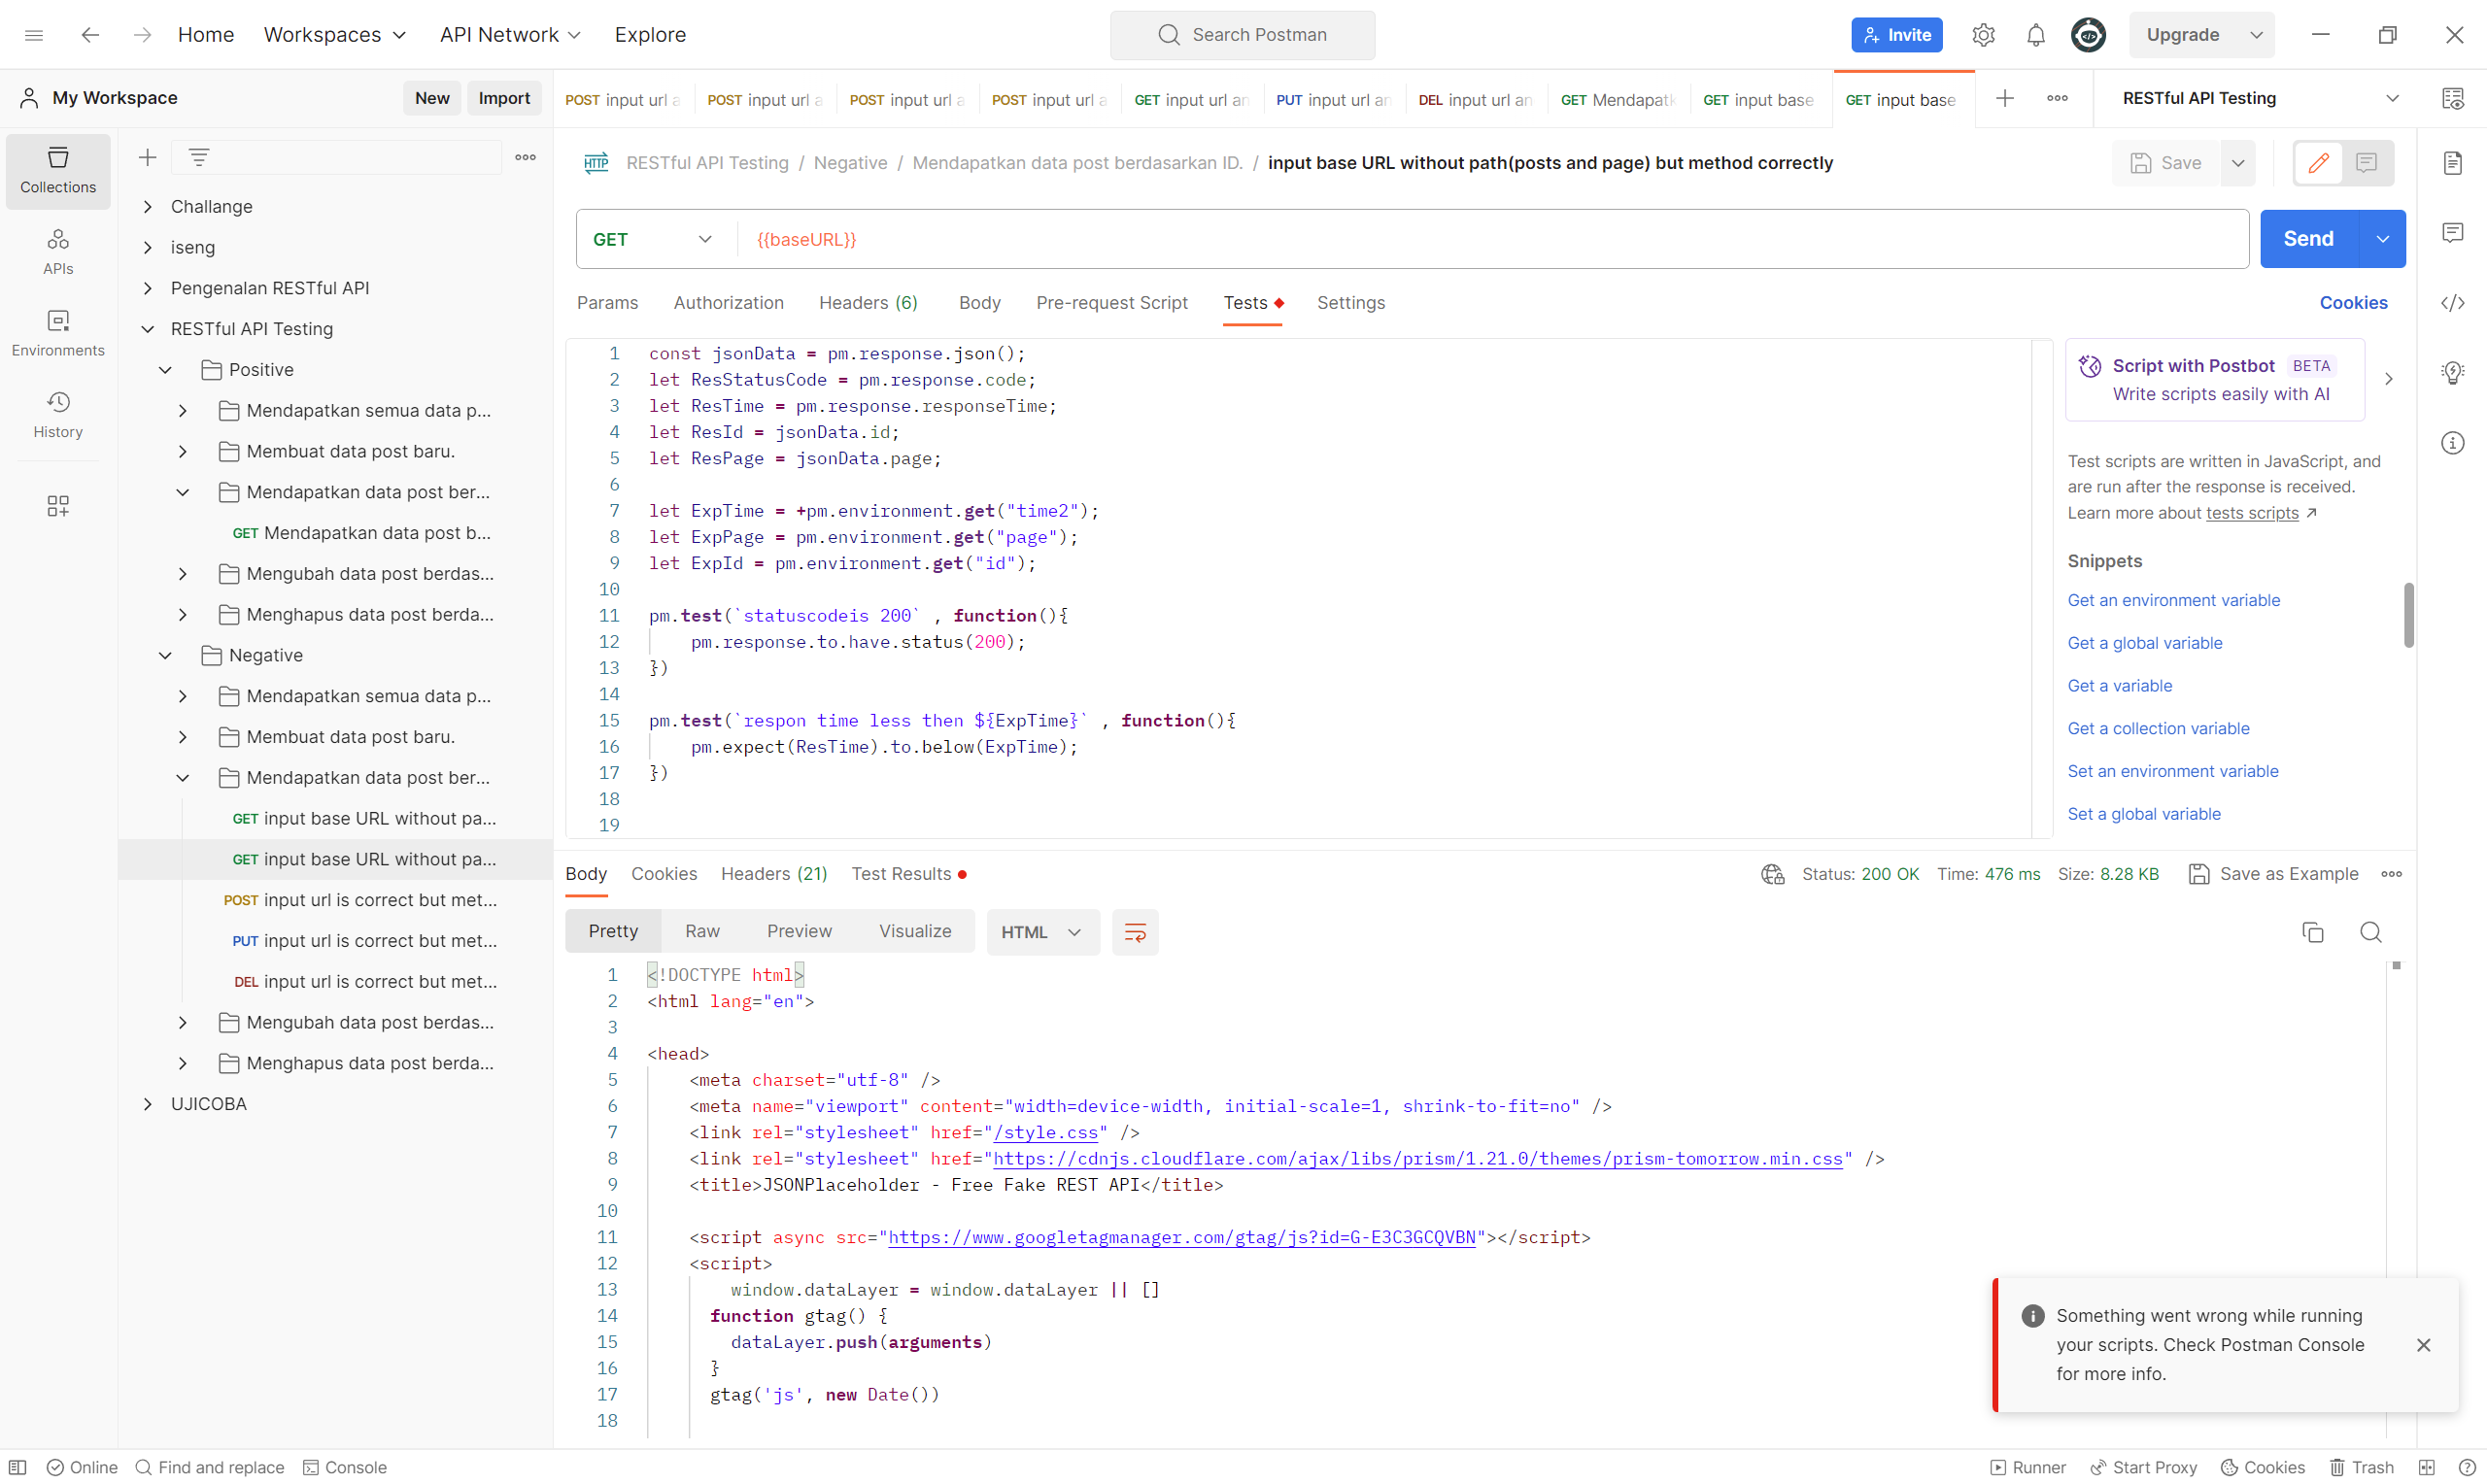 Home Workspaces API Network Explore
Search Postman
Invite
Upgrade
My Workspace
New Import
POST input url a
POST input url a
POST input url a
POST input url a
GET input url an
PUT input url an
DEL input url an
GET Mendapatk
GET input base
GET input base
RESTful API Testing
Collections
APIs
Environments
History
Challange
iseng
Pengenalan RESTful API
RESTful API Testing
Positive
Mendapatkan semua data p...
Membuat data post baru.
Mendapatkan data post ber...
GET Mendapatkan data post b...
Mengubah data post berdas...
Menghapus data post berda...
Negative
Mendapatkan semua data p...
Membuat data post baru.
Mendapatkan data post ber...
GET input base URL without pa...
GET input base URL without pa...
POST input url is correct but met...
PUT input url is correct but met...
DEL input url is correct but met...
Mengubah data post berdas...
Menghapus data post berda...
UJICOBA
HTTP RESTful API Testing / Negative / Mendapatkan data post berdasarkan ID. / input base URL without path(posts and page) but method correctly
Save
GET {{baseURL}}
Send
Params Authorization Headers (6) Body Pre-request Script Tests Settings
Cookies
1 const jsonData = pm.response.json();
2 let ResStatusCode = pm.response.code;
3 let ResTime = pm.response.responseTime;
4 let ResId = jsonData.id;
5 let ResPage = jsonData.page;
6
7 let ExpTime = +pm.environment.get("time2");
8 let ExpPage = pm.environment.get("page");
9 let ExpId = pm.environment.get("id");
10
11 pm.test(`statuscodeis 200` , function(){
12 pm.response.to.have.status(200);
13 })
14
15 pm.test(`respon time less then ${ExpTime}` , function(){
16 pm.expect(ResTime).to.below(ExpTime);
17 })
18
19
Script with Postbot BETA
Write scripts easily with AI
Test scripts are written in JavaScript, and
are run after the response is received.
Learn more about tests scripts
Snippets
Get an environment variable
Get a global variable
Get a variable
Get a collection variable
Set an environment variable
Set a global variable
Body Cookies Headers (21) Test Results
Status: 200 OK Time: 476 ms Size: 8.28 KB Save as Example
Pretty Raw Preview Visualize HTML
1 <!DOCTYPE html>
2 <html lang="en">
3
4 <head>
5 <meta charset="utf-8" />
6 <meta name="viewport" content="width=device-width, initial-scale=1, shrink-to-fit=no" />
7 <link rel="stylesheet" href="/style.css" />
8 <link rel="stylesheet" href="https://cdnjs.cloudflare.com/ajax/libs/prism/1.21.0/themes/prism-tomorrow.min.css" />
9 <title>JSONPlaceholder - Free Fake REST API</title>
10
11 <script async src="https://www.googletagmanager.com/gtag/js?id=G-E3C3GCQVBN"></script>
12 <script>
13 window.dataLayer = window.dataLayer || []
14 function gtag() {
15 dataLayer.push(arguments)
16 }
17 gtag('js', new Date())
18
Something went wrong while running
your scripts. Check Postman Console
for more info.
Online Find and replace Console
Runner Start Proxy Cookies Trash